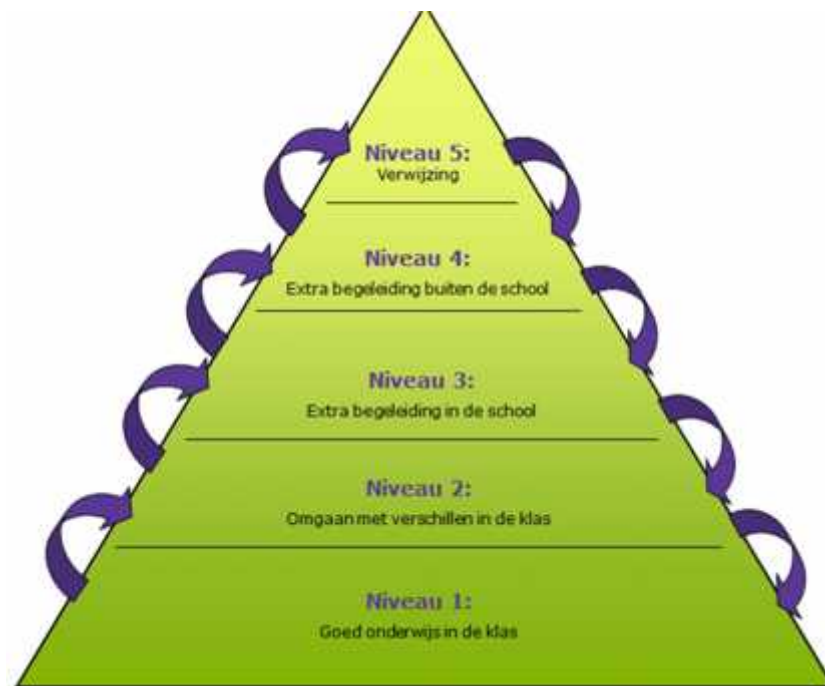 Niveau 5:
Verwijzing
Niveau 4:
Extra begeleiding buiten de school
Niveau 3:
Extra begeleiding in de school
Niveau 2:
Omgaan met verschillen in de klas
Niveau 1:
Goed onderwijs in de klas